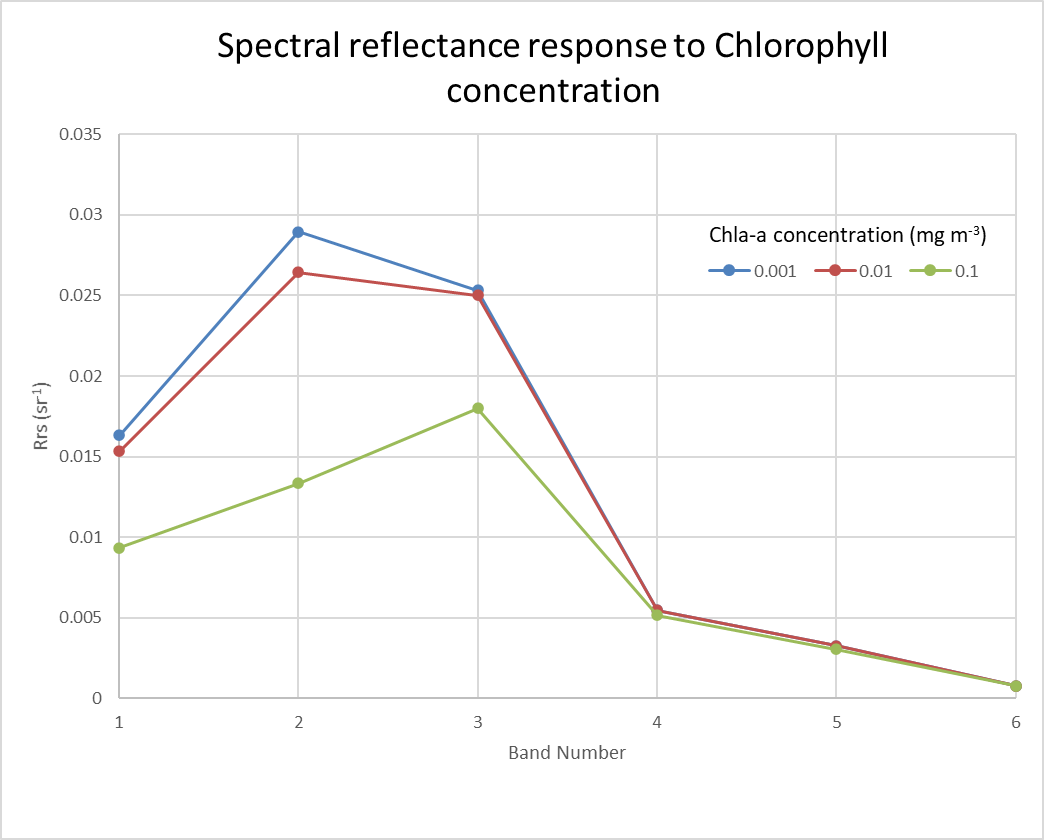 Spectral reflectance response to Chlorophyll
concentration
0.035
0.03
0.025
0.02
0.015
0.01
0.005
0
Rrs (sr⁻¹)
Chla-a concentration (mg m⁻³)
0.001 0.01 0.1
1 2 3 4 5 6
Band Number